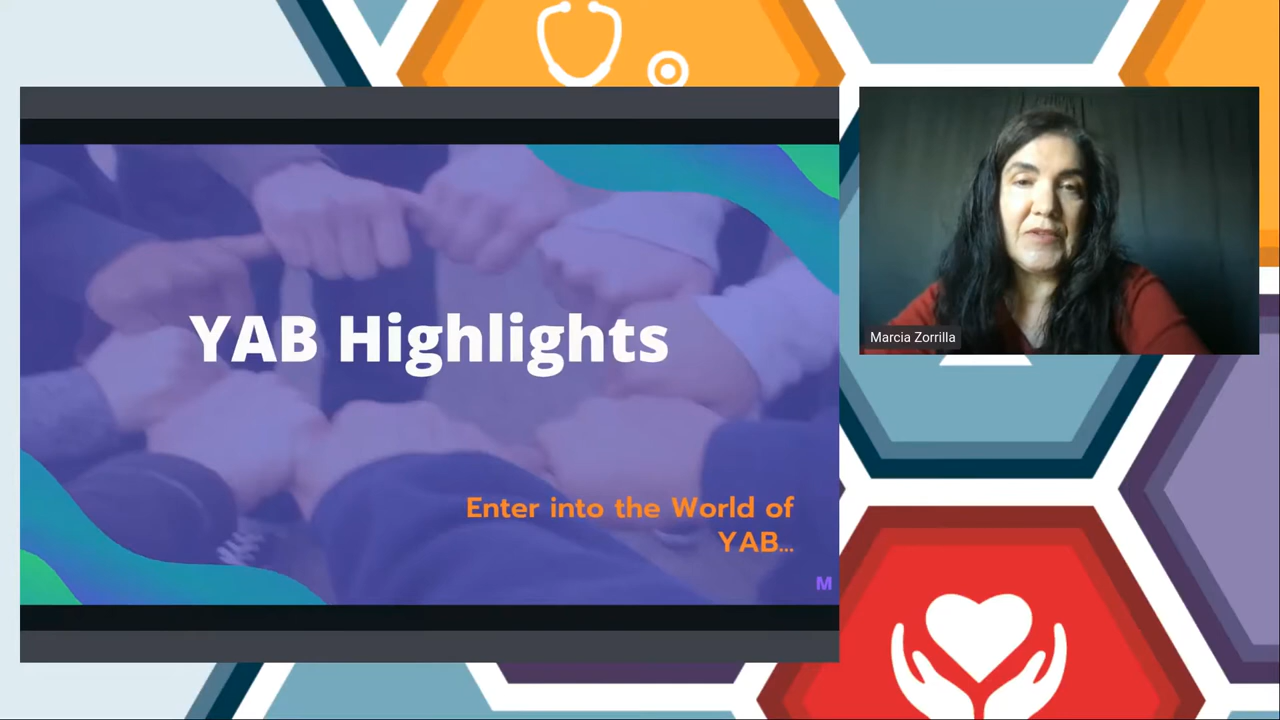 YAB Highlights
Enter into the World of
YAB...
M
Marcia Zorrilla